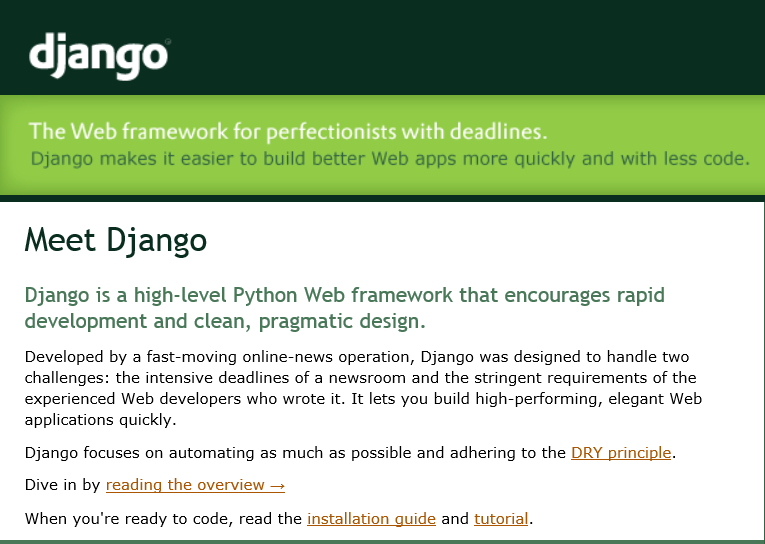 django
The Web framework for perfectionists with deadlines.
Django makes it easier to build better Web apps more quickly and with less code.
Meet Django
Django is a high-level Python Web framework that encourages rapid
development and clean, pragmatic design.
Developed by a fast-moving online-news operation, Django was designed to handle two
challenges: the intensive deadlines of a newsroom and the stringent requirements of the
experienced Web developers who wrote it. It lets you build high-performing, elegant Web
applications quickly.
Django focuses on automating as much as possible and adhering to the DRY principle.
Dive in by reading the overview →
When you're ready to code, read the installation guide and tutorial.